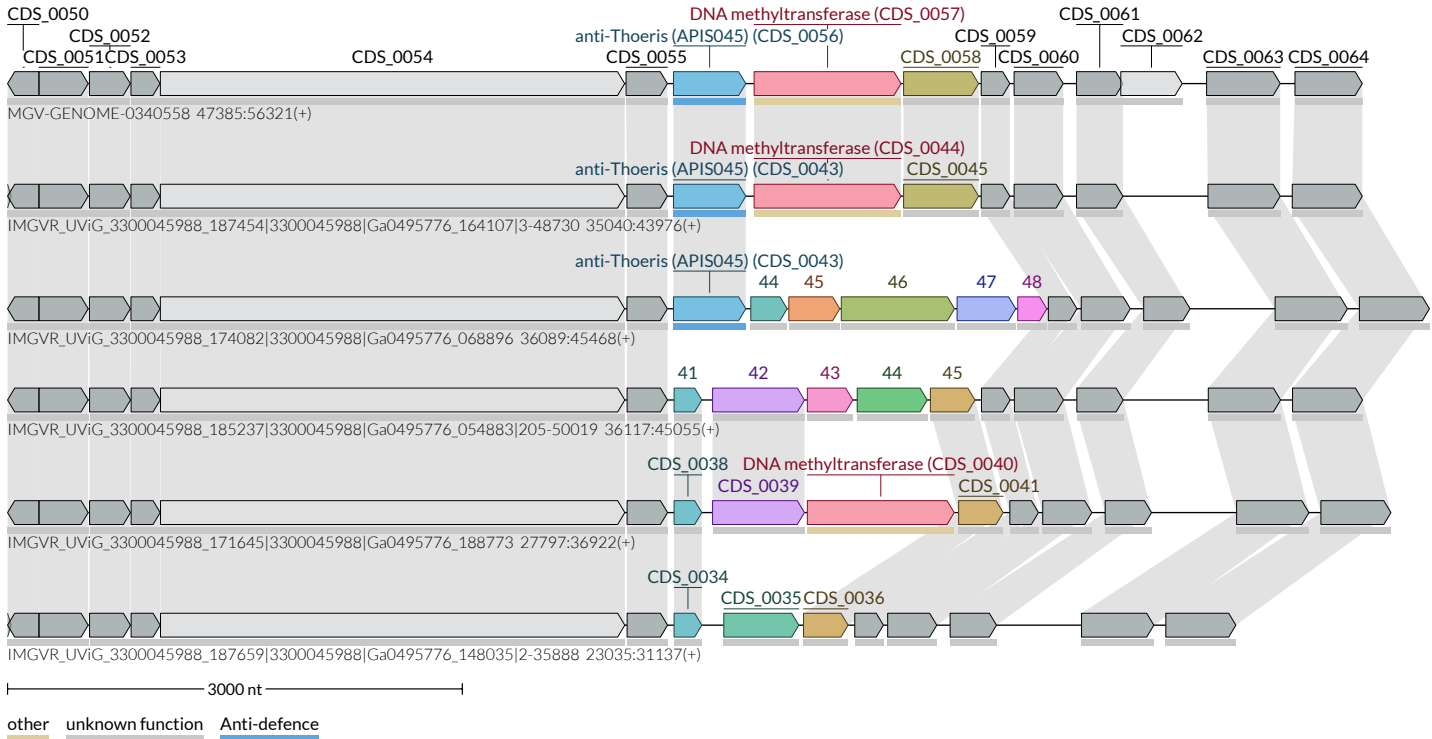 CDS_0050 DNA methyltransferase (CDS_0057) CDS_0061
CDS_0052 anti-Thoeris (APIS045) (CDS_0056) CDS_0059 CDS_0062
CDS_0051 CDS_0053 CDS_0054 CDS_0055 CDS_0058 CDS_0060 CDS_0063 CDS_0064
MGV-GENOME-0340558 47385:56321(+)
DNA methyltransferase (CDS_0044)
anti-Thoeris (APIS045) (CDS_0043) CDS_0045
IMGVR_UViG_3300045988_187454|3300045988|Ga0495776_164107|3-48730 35040:43976(+)
anti-Thoeris (APIS045) (CDS_0043)
44 45 46 47 48
IMGVR_UViG_3300045988_174082|3300045988|Ga0495776_068896 36089:45468(+)
41 42 43 44 45
IMGVR_UViG_3300045988_185237|3300045988|Ga0495776_054883|205-50019 36117:45055(+)
CDS_0038 DNA methyltransferase (CDS_0040)
CDS_0039 CDS_0041
IMGVR_UViG_3300045988_171645|3300045988|Ga0495776_188773 27797:36922(+)
CDS_0034
CDS_0035 CDS_0036
IMGVR_UViG_3300045988_187659|3300045988|Ga0495776_148035|2-35888 23035:31137(+)
3000 nt
other unknown function Anti-defence